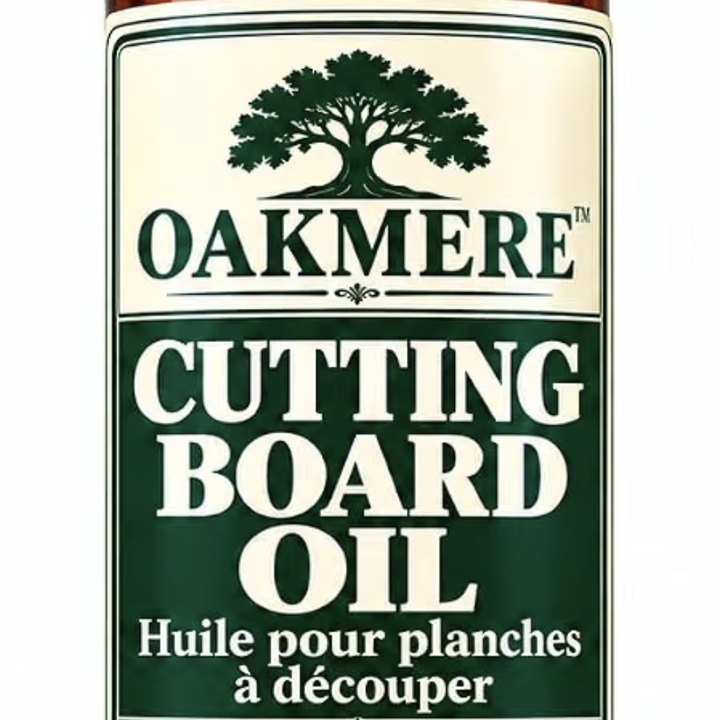 OAKMERE™
CUTTING
BOARD
OIL
Huile pour planches
à découper